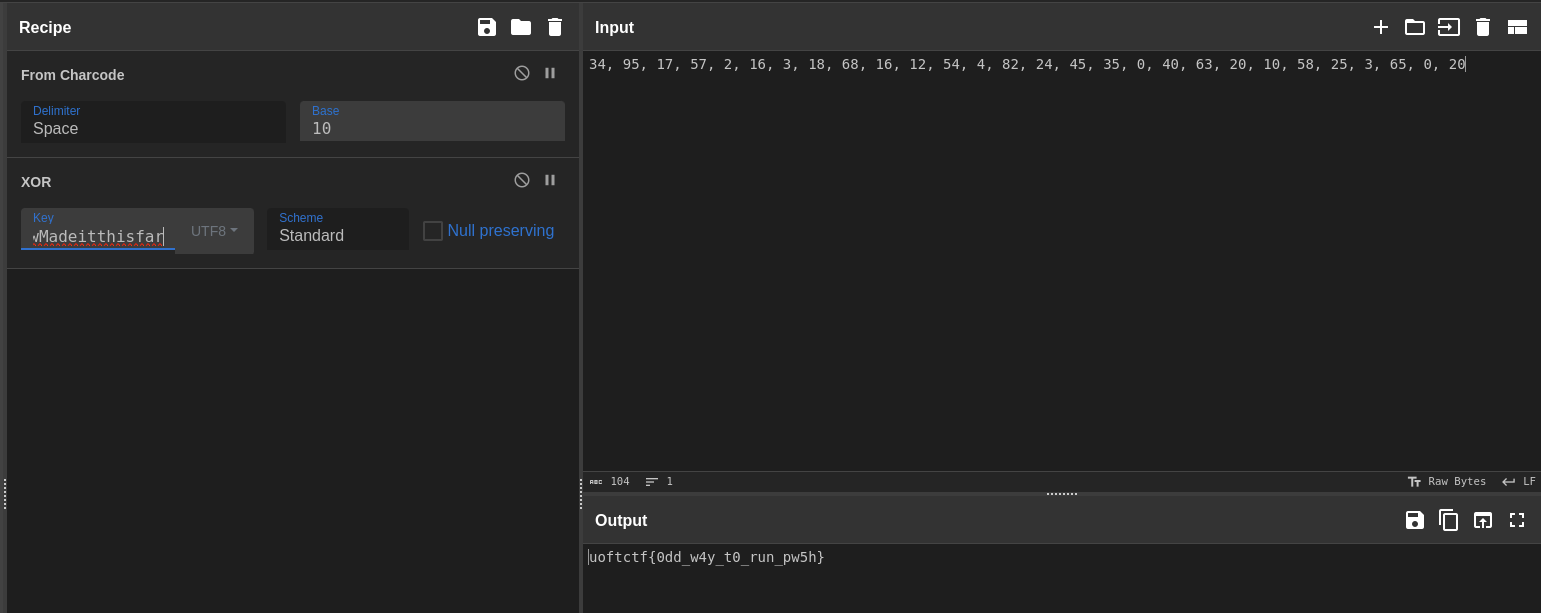 Recipe
From Charcode
Delimiter
Space
Base
10
XOR
Key
Madeitthisfar
UTF8
Scheme
Standard
Null preserving
Input
34, 95, 17, 57, 2, 16, 3, 18, 68, 16, 12, 54, 4, 82, 24, 45, 35, 0, 40, 63, 20, 10, 58, 25, 3, 65, 0, 20
ABC 104 1
Raw Bytes LF
Output
uoftctf{0dd_w4y_t0_run_pw5h}